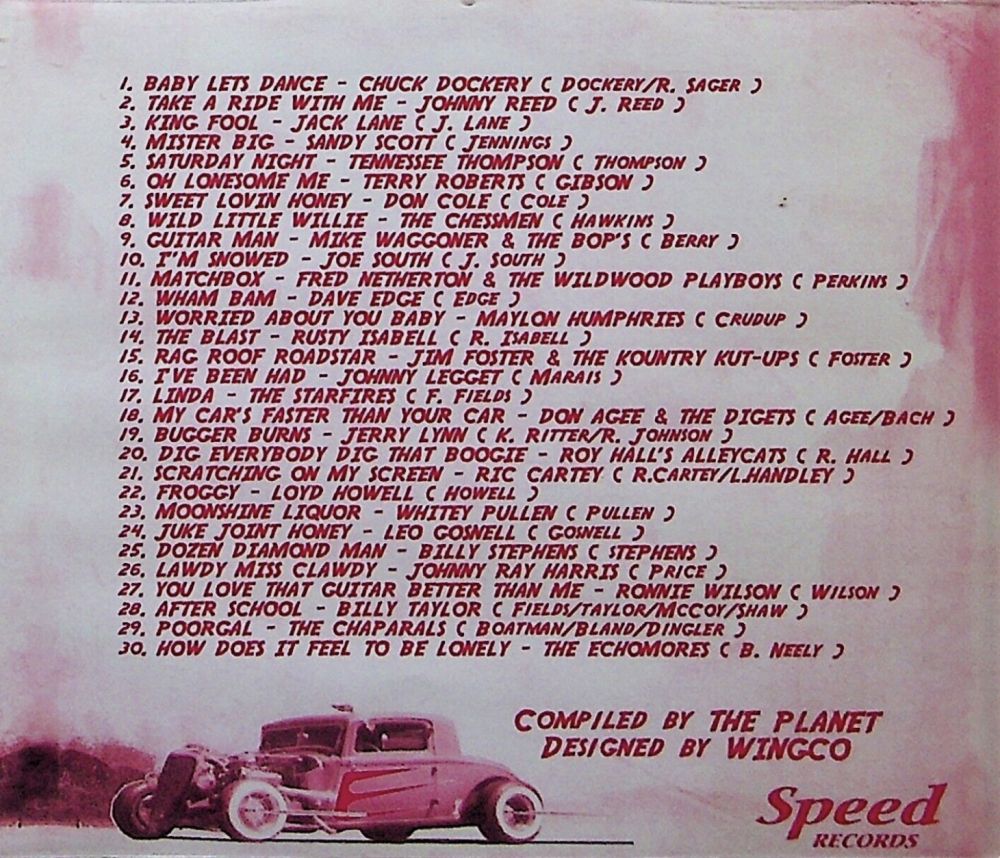 1. BABY LETS DANCE - CHUCK DOCKERY ( DOCKERY/R. SAGER )
2. TAKE A RIDE WITH ME - JOHNNY REED ( J. REED )
3. KING FOOL - JACK LANE ( J. LANE )
4. MISTER BIG - SANDY SCOTT ( JENNINGS )
5. SATURDAY NIGHT - TENNESSEE THOMPSON ( THOMPSON )
6. OH LONESOME ME - TERRY ROBERTS ( GIBSON )
7. SWEET LOVIN HONEY - DON COLE ( COLE )
8. WILD LITTLE WILLIE - THE CHESSMEN ( HAWKINS )
9. GUITAR MAN - MIKE WAGGONER & THE BOP'S ( BERRY )
10. I'M SNOWED - JOE SOUTH ( J. SOUTH )
11. MATCHBOX - FRED NETHERTON & THE WILDWOOD PLAYBOYS ( PERKINS )
12. WHAM BAM - DAVE EDGE ( EDGE )
13. WORRIED ABOUT YOU BABY - MAYLON HUMPHRIES ( CRUDUP )
14. THE BLAST - RUSTY ISABELL ( R. ISABELL )
15. RAG ROOF ROADSTAR - JIM FOSTER & THE KOUNTRY KUT-UPS ( FOSTER )
16. I'VE BEEN HAD - JOHNNY LEGGET ( MARAIS )
17. LINDA - THE STARFIRES ( F. FIELDS )
18. MY CAR'S FASTER THAN YOUR CAR - DON AGEE & THE DIGETS ( AGEE/BACH )
19. BUGGER BURNS - JERRY LYNN ( K. RITTER/R. JOHNSON )
20. DIG EVERYBODY DIG THAT BOOGIE - ROY HALL'S ALLEYCATS ( R. HALL )
21. SCRATCHING ON MY SCREEN - RIC CARTEY ( R.CARTEY/L.HANDLEY )
22. FROGGY - LOYD HOWELL ( HOWELL )
23. MOONSHINE LIQUOR - WHITEY PULLEN ( PULLEN )
24. JUKE JOINT HONEY - LEO GOSWELL ( GOSWELL )
25. DOZEN DIAMOND MAN - BILLY STEPHENS ( STEPHENS )
26. LAWDY MISS CLAWDY - JOHNNY RAY HARRIS ( PRICE )
27. YOU LOVE THAT GUITAR BETTER THAN ME - RONNIE WILSON ( WILSON )
28. AFTER SCHOOL - BILLY TAYLOR ( FIELDS/TAYLOR/MCCOY/SHAW )
29. POORGAL - THE CHAPARALS ( BOATMAN/BLAND/DINGLER )
30. HOW DOES IT FEEL TO BE LONELY - THE ECHOMORES ( B. NEELY )
COMPILED BY THE PLANET
DESIGNED BY WINGCO
Speed
RECORDS